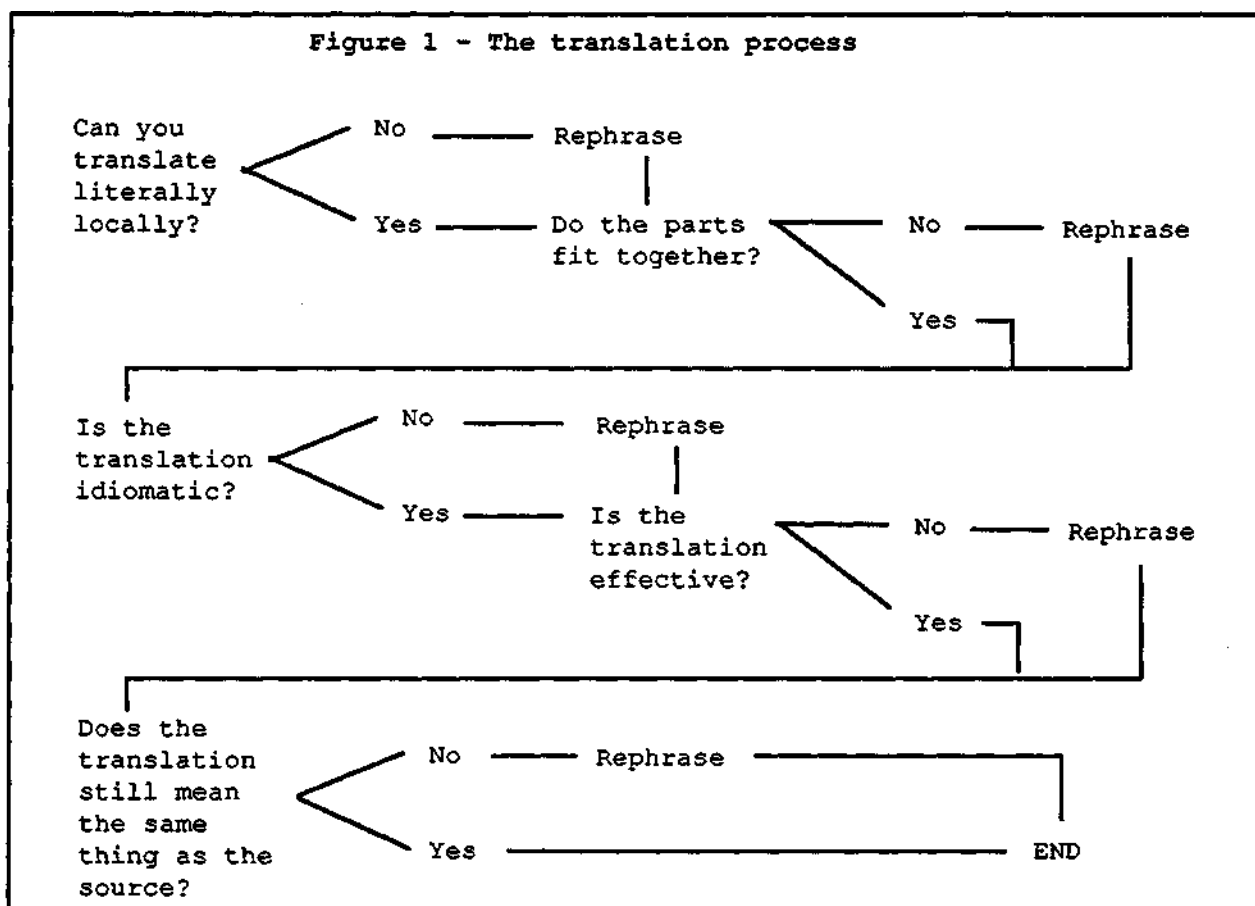 Figure 1 - The translation process
Can you
translate
literally
locally?
No
Rephrase
Yes
Do the parts
fit together?
No
Rephrase
Yes
Is the
translation
idiomatic?
No
Rephrase
Yes
Is the
translation
effective?
No
Rephrase
Yes
Does the
translation
still mean
the same
thing as the
source?
No
Rephrase
Yes
END